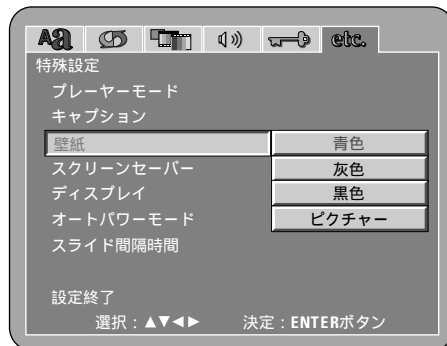 Aa etc.
特殊設定
プレーヤーモード
キャプション
壁紙 青色
スクリーンセーバー 灰色
ディスプレイ 黒色
オートパワーモード ピクチャー
スライド間隔時間
設定終了
選択：▲▼◀▶ 決定：ENTERボタン